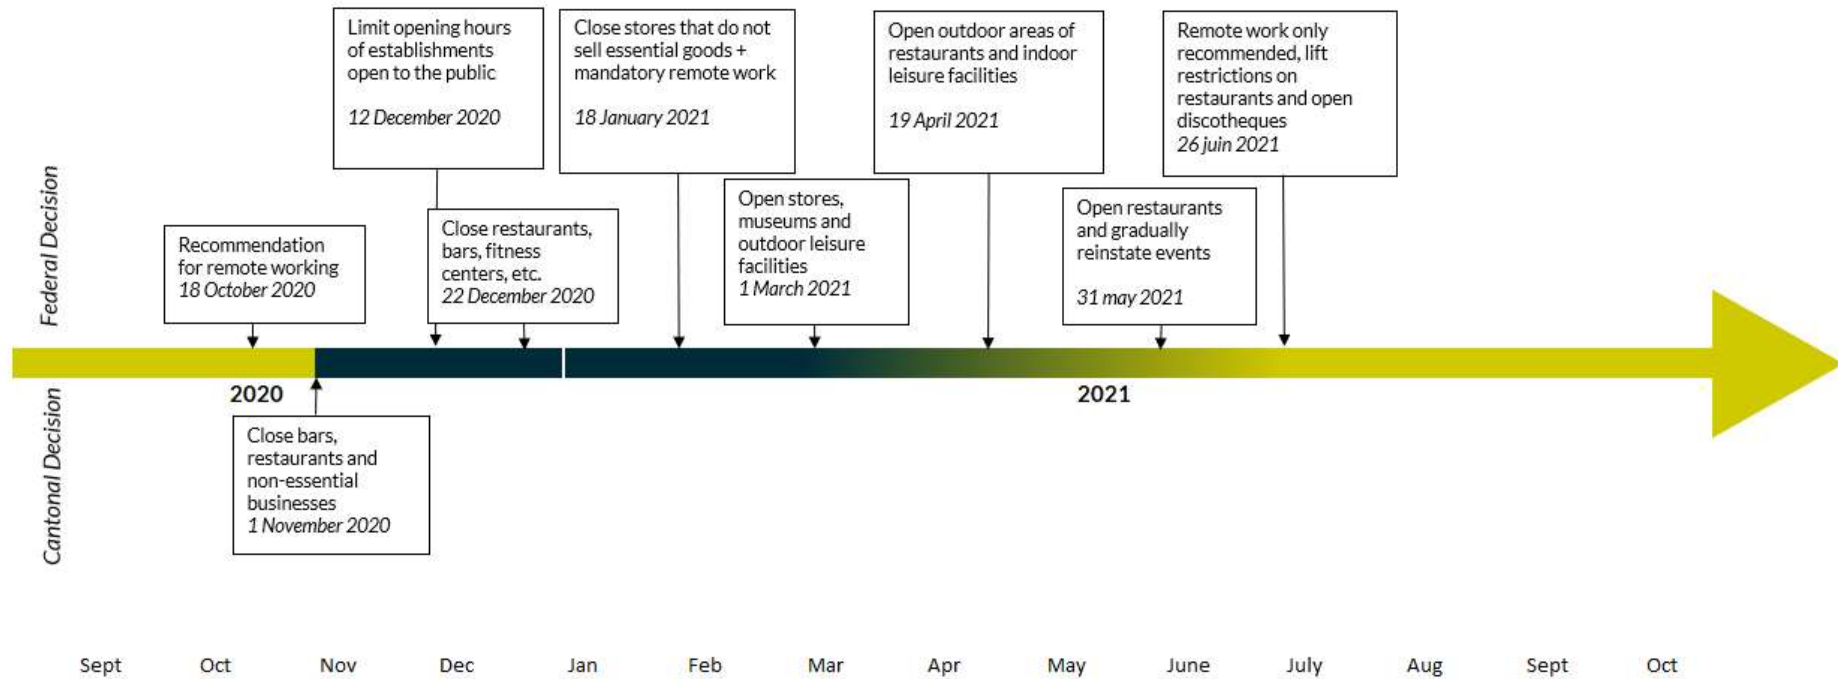 Federal Decision
Cantonal Decision
Recommendation
for remote working
18 October 2020
Limit opening hours
of establishments
open to the public
12 December 2020
Close restaurants,
bars, fitness
centers, etc.
22 December 2020
Close stores that do not
sell essential goods +
mandatory remote work
18 January 2021
Open stores,
museums and
outdoor leisure
facilities
1 March 2021
Open outdoor areas of
restaurants and indoor
leisure facilities
19 April 2021
Open restaurants
and gradually
reinstate events
31 may 2021
Remote work only
recommended, lift
restrictions on
restaurants and open
discotheques
26 juin 2021
2020
2021
Close bars,
restaurants and
non-essential
businesses
1 November 2020
Sept Oct Nov Dec Jan Feb Mar Apr May June July Aug Sept Oct